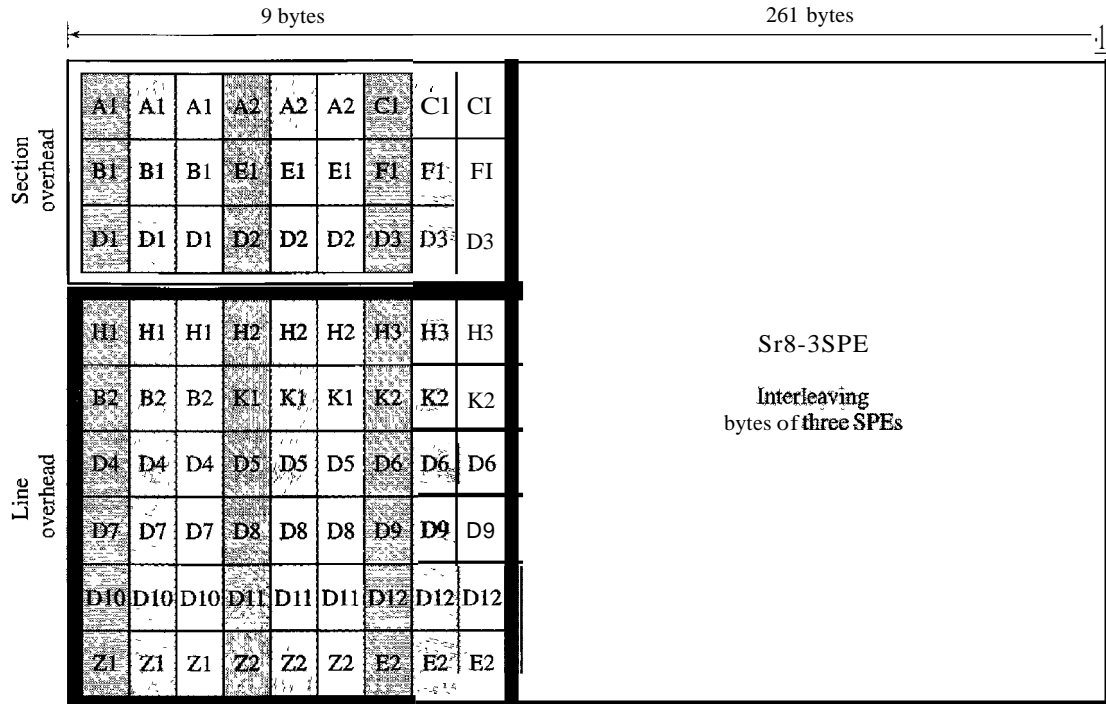 9 bytes 261 bytes
Section overhead
A1 A1 A1 A2 A2 A2 C1 C1 CI
B1 B1 B1 E1 E1 E1 F1 F1 FI
D1 D1 D1 D2 D2 D2 D3 D3 D3
Line overhead
H1 H1 H1 H2 H2 H2 H3 H3 H3
B2 B2 B2 K1 K1 K1 K2 K2 K2
D4 D4 D4 D5 D5 D5 D6 D6 D6
D7 D7 D7 D8 D8 D8 D9 D9 D9
D10 D10 D10 D11 D11 D11 D12 D12 D12
Z1 Z1 Z1 Z2 Z2 Z2 E2 E2 E2
Sr8-3SPE
Interleaving
bytes of three SPEs